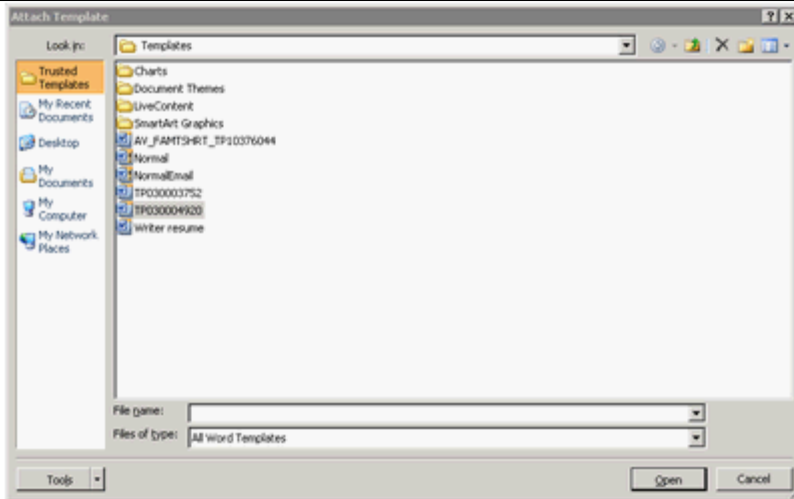 Attach Template
Look in:
Templates
Trusted
Templates
My Recent
Documents
Desktop
My
Documents
My
Computer
My Network
Places
Charts
Document Themes
LiveContent
SmartArt Graphics
AV_FAMTSHRT_TP10376044
Normal
NormalEmail
TP030003752
TP030004920
Writer resume
File name:
Files of type:
All Word Templates
Tools
Open
Cancel